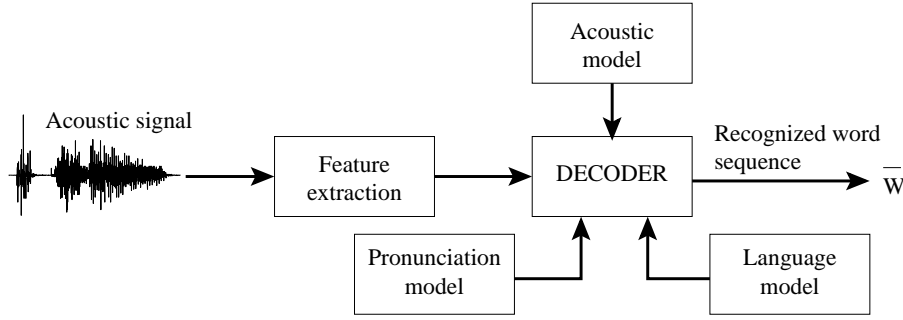 Acoustic
model
Acoustic signal
Feature
extraction
DECODER
Recognized word
sequence
W̅
Pronunciation
model
Language
model